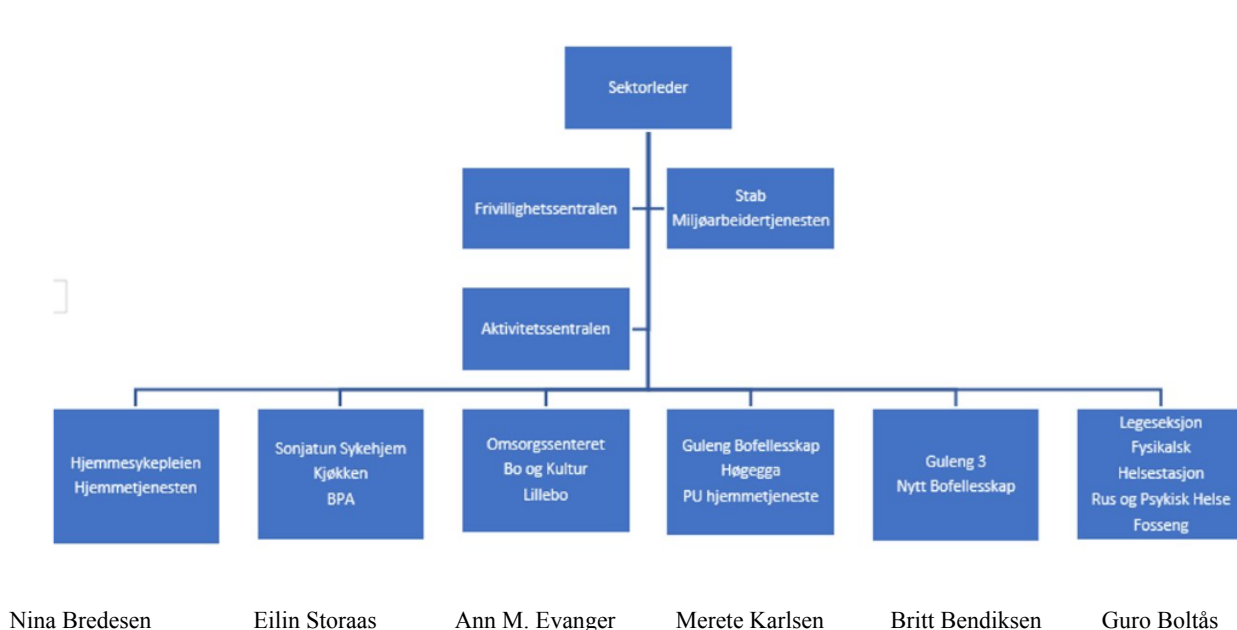 Sektorleder
Frivillighetssentralen
Stab
Miljøarbeidertjenesten
Aktivitetssentralen
Hjemmesykepleien
Hjemmetjenesten
Sonjatun Sykehjem
Kjøkken
BPA
Omsorgssenteret
Bo og Kultur
Lillebo
Guleng Bofellesskap
Høgegga
PU hjemmetjeneste
Guleng 3
Nytt Bofellesskap
Legeseksjon
Fysikalsk
Helsestasjon
Rus og Psykisk Helse
Fosseng
Nina Bredesen Eilin Storaas Ann M. Evanger Merete Karlsen Britt Bendiksen Guro Boltås